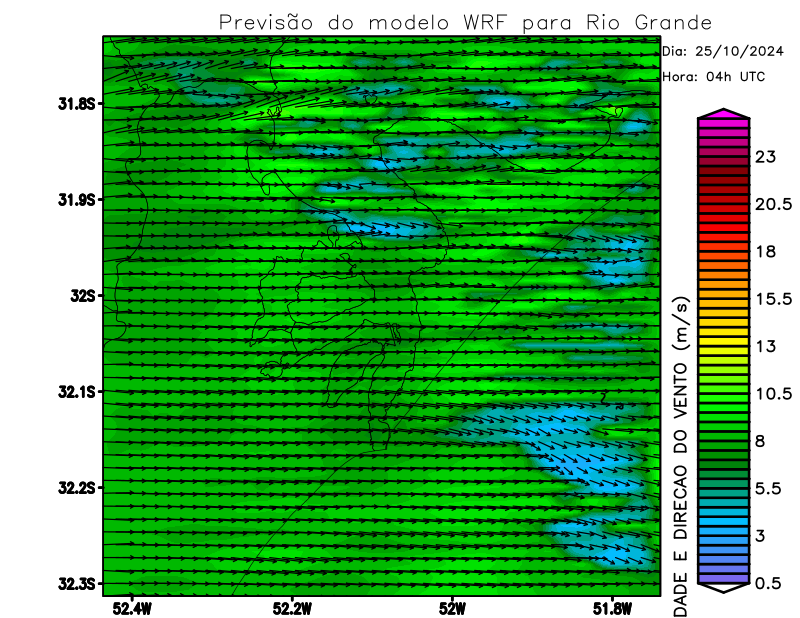 Previsão do modelo WRF para Rio Grande
Dia: 25/10/2024
Hora: 04h UTC
31.8S
31.9S
32S
32.1S
32.2S
32.3S
52.4W
52.2W
52W
51.8W
23
20.5
18
15.5
13
10.5
8
5.5
3
0.5
DADE E DIRECAO DO VENTO (m/s)